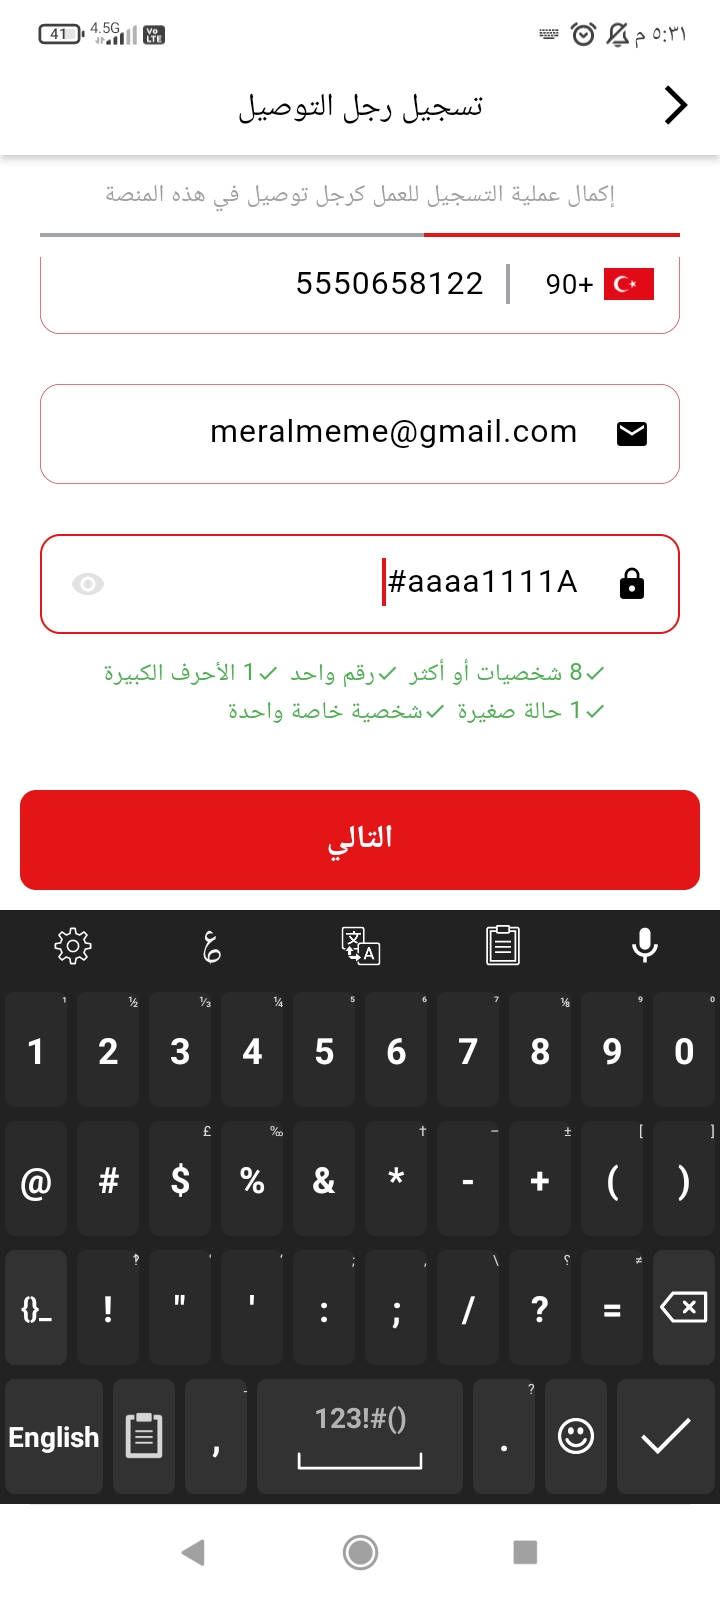 41 4.5G Vo LTE ٥:٣١ م
تسجيل رجل التوصيل
إكمال عملية التسجيل للعمل كرجل توصيل في هذه المنصة
90+ 5550658122
meralmeme@gmail.com
#aaaa1111A
✓8 شخصيات أو أكثر ✓رقم واحد ✓1 الأحرف الكبيرة
✓1 حالة صغيرة ✓شخصية خاصة واحدة
التالي
ع 文 A
1 ½ ⅓ ¼ 5 6 7 ⅛ 9 0
1 2 3 4 5 6 7 8 9 0
£ ‰ † – ± [ ]
@ # $ % & * - + ( )
‽ ; \ ؟ ≠
{}_ ! " ' : ; / ? =
- ?
English , 123!#() .